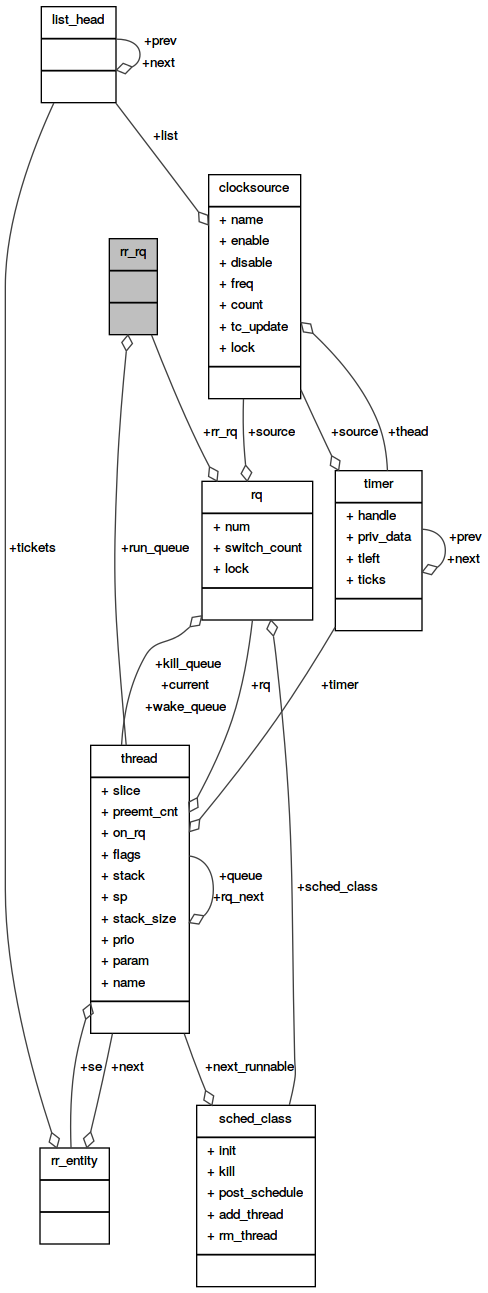 list_head
+prev
+next
+list
clocksource
+ name
+ enable
+ disable
+ freq
+ count
+ tc_update
+ lock
rr_rq
+rr_rq
+source
+source
+thead
rq
+ num
+ switch_count
+ lock
timer
+ handle
+ priv_data
+ tleft
+ ticks
+prev
+next
+tickets
+run_queue
+kill_queue
+current
+wake_queue
+rq
+timer
thread
+ slice
+ preemt_cnt
+ on_rq
+ flags
+ stack
+ sp
+ stack_size
+ prio
+ param
+ name
+queue
+rq_next
+sched_class
+se
+next
+next_runnable
sched_class
+ init
+ kill
+ post_schedule
+ add_thread
+ rm_thread
rr_entity